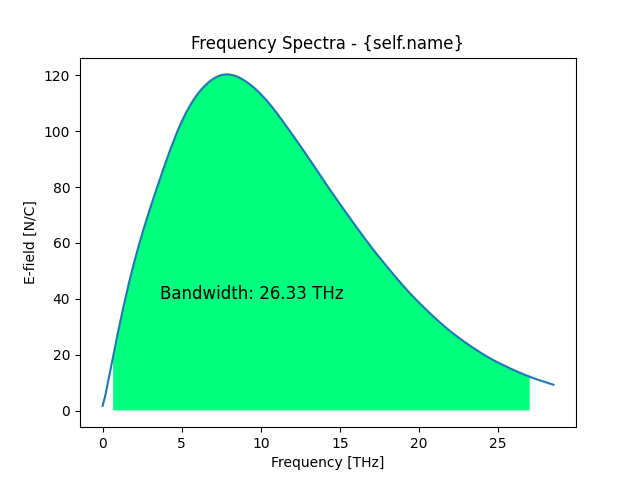 Frequency Spectra - {self.name}
120
100
80
60
40
20
0
E-field [N/C]
Bandwidth: 26.33 THz
0 5 10 15 20 25
Frequency [THz]